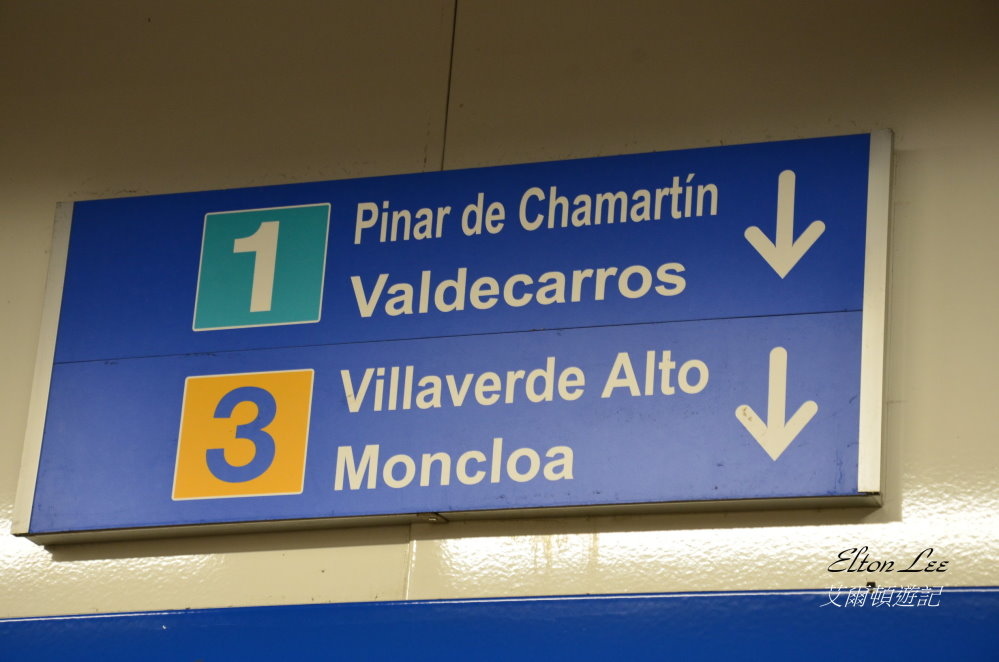 1
Pinar de Chamartín
Valdecarros
3
Villaverde Alto
Moncloa
Elton Lee
艾爾頓遊記